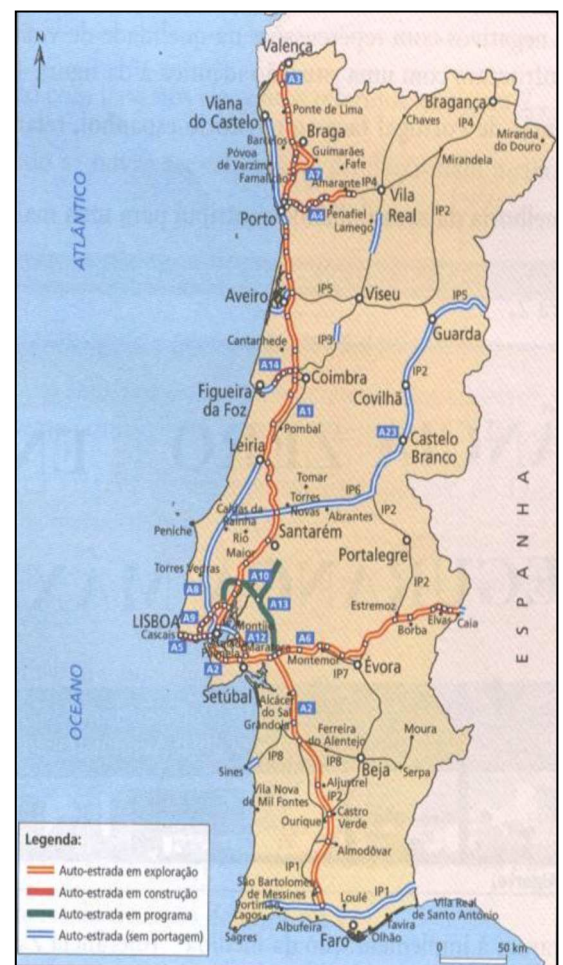 N
Valença
A3
Ponte de Lima
Viana
do Castelo
Braga
Barcelos
Guimarães
Fafe
Póvoa
de Varzim
Famalicão
A7
Amarante
IP4
Porto
A4
Penafiel
Lamego
Vila
Real
Bragança
Chaves
IP4
Miranda
do Douro
Mirandela
IP2
ATLÂNTICO
Aveiro
IP5
Viseu
IP5
Guarda
Cantanhede
IP3
A14
Coimbra
IP2
Figueira
da Foz
A1
Covilhã
Pombal
A23
Castelo
Branco
Leiria
Tomar
IP6
Caldas da
Rainha
Torres
Novas
Abrantes
IP2
Peniche
Rio
Maior
Santarém
Portalegre
Torres Vedras
A10
IP2
A8
A13
Estremoz
LISBOA
A9
Cascais
A5
A12
A6
Borba
Elvas
Caia
A2
Montemor
Évora
IP7
ESPANHA
OCEANO
Setúbal
Alcácer
do Sal
A2
Grândola
Ferreira
do Alentejo
Moura
IP8
IP8
Sines
Beja
Serpa
Vila Nova
de Mil Fontes
Aljustrel
IP2
Castro
Verde
Ourique
Almodôvar
IP1
São Bartolomeu
de Messines
Portimão
Lagos
Loulé
IP1
Vila Real
de Santo António
Sagres
Albufeira
Tavira
Faro
Olhão
0 50 km
Legenda:
Auto-estrada em exploração
Auto-estrada em construção
Auto-estrada em programa
Auto-estrada (sem portagem)